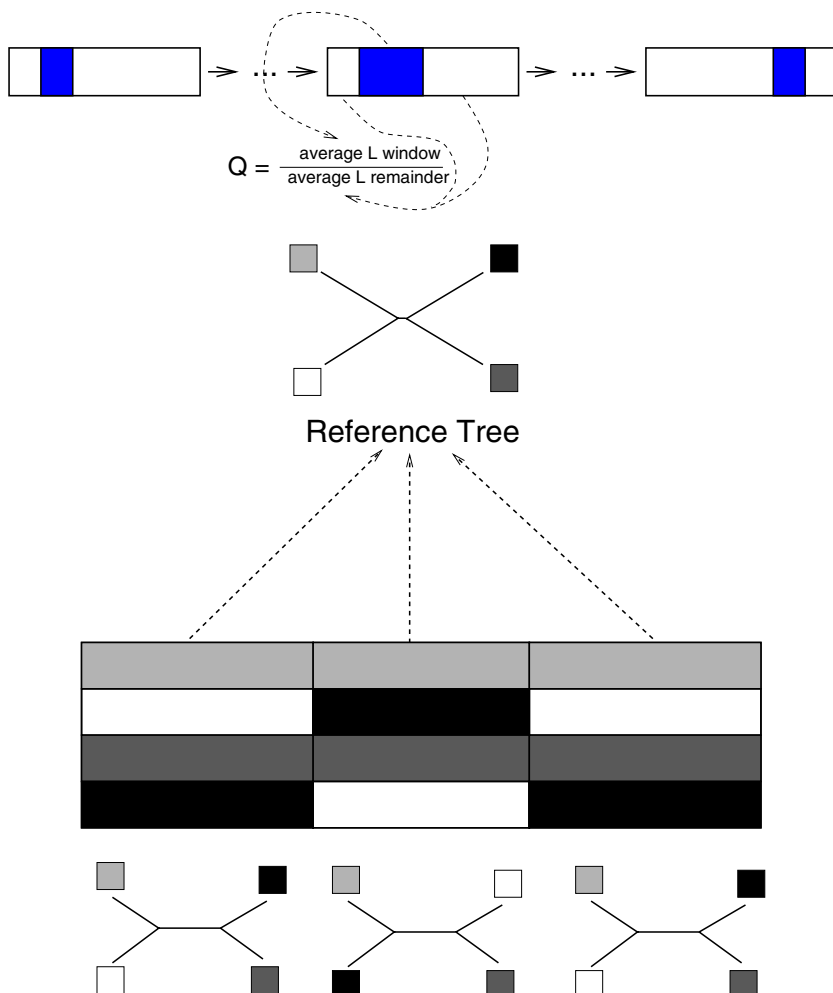 ... ...
average L window
Q =
average L remainder
Reference Tree